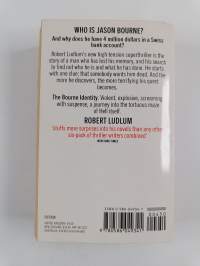 WHO IS JASON BOURNE?
And why does he have 4 million dollars in a Swiss
bank account?
Robert Ludlum's new high-tension superthriller is the
story of a man who has lost his memory, and his search
to find out who he is and what he has done. He starts
with one clue: that somebody wants him dead. And the
more he discovers, the more terrifying his quest
becomes.
The Bourne Identity. Violent, explosive, screaming
with suspense, a journey into the tortuous maze
of Hell itself.
ROBERT LUDLUM
'stuffs more surprises into his novels than any other
six-pack of thriller writers combined'
NEW YORK TIMES